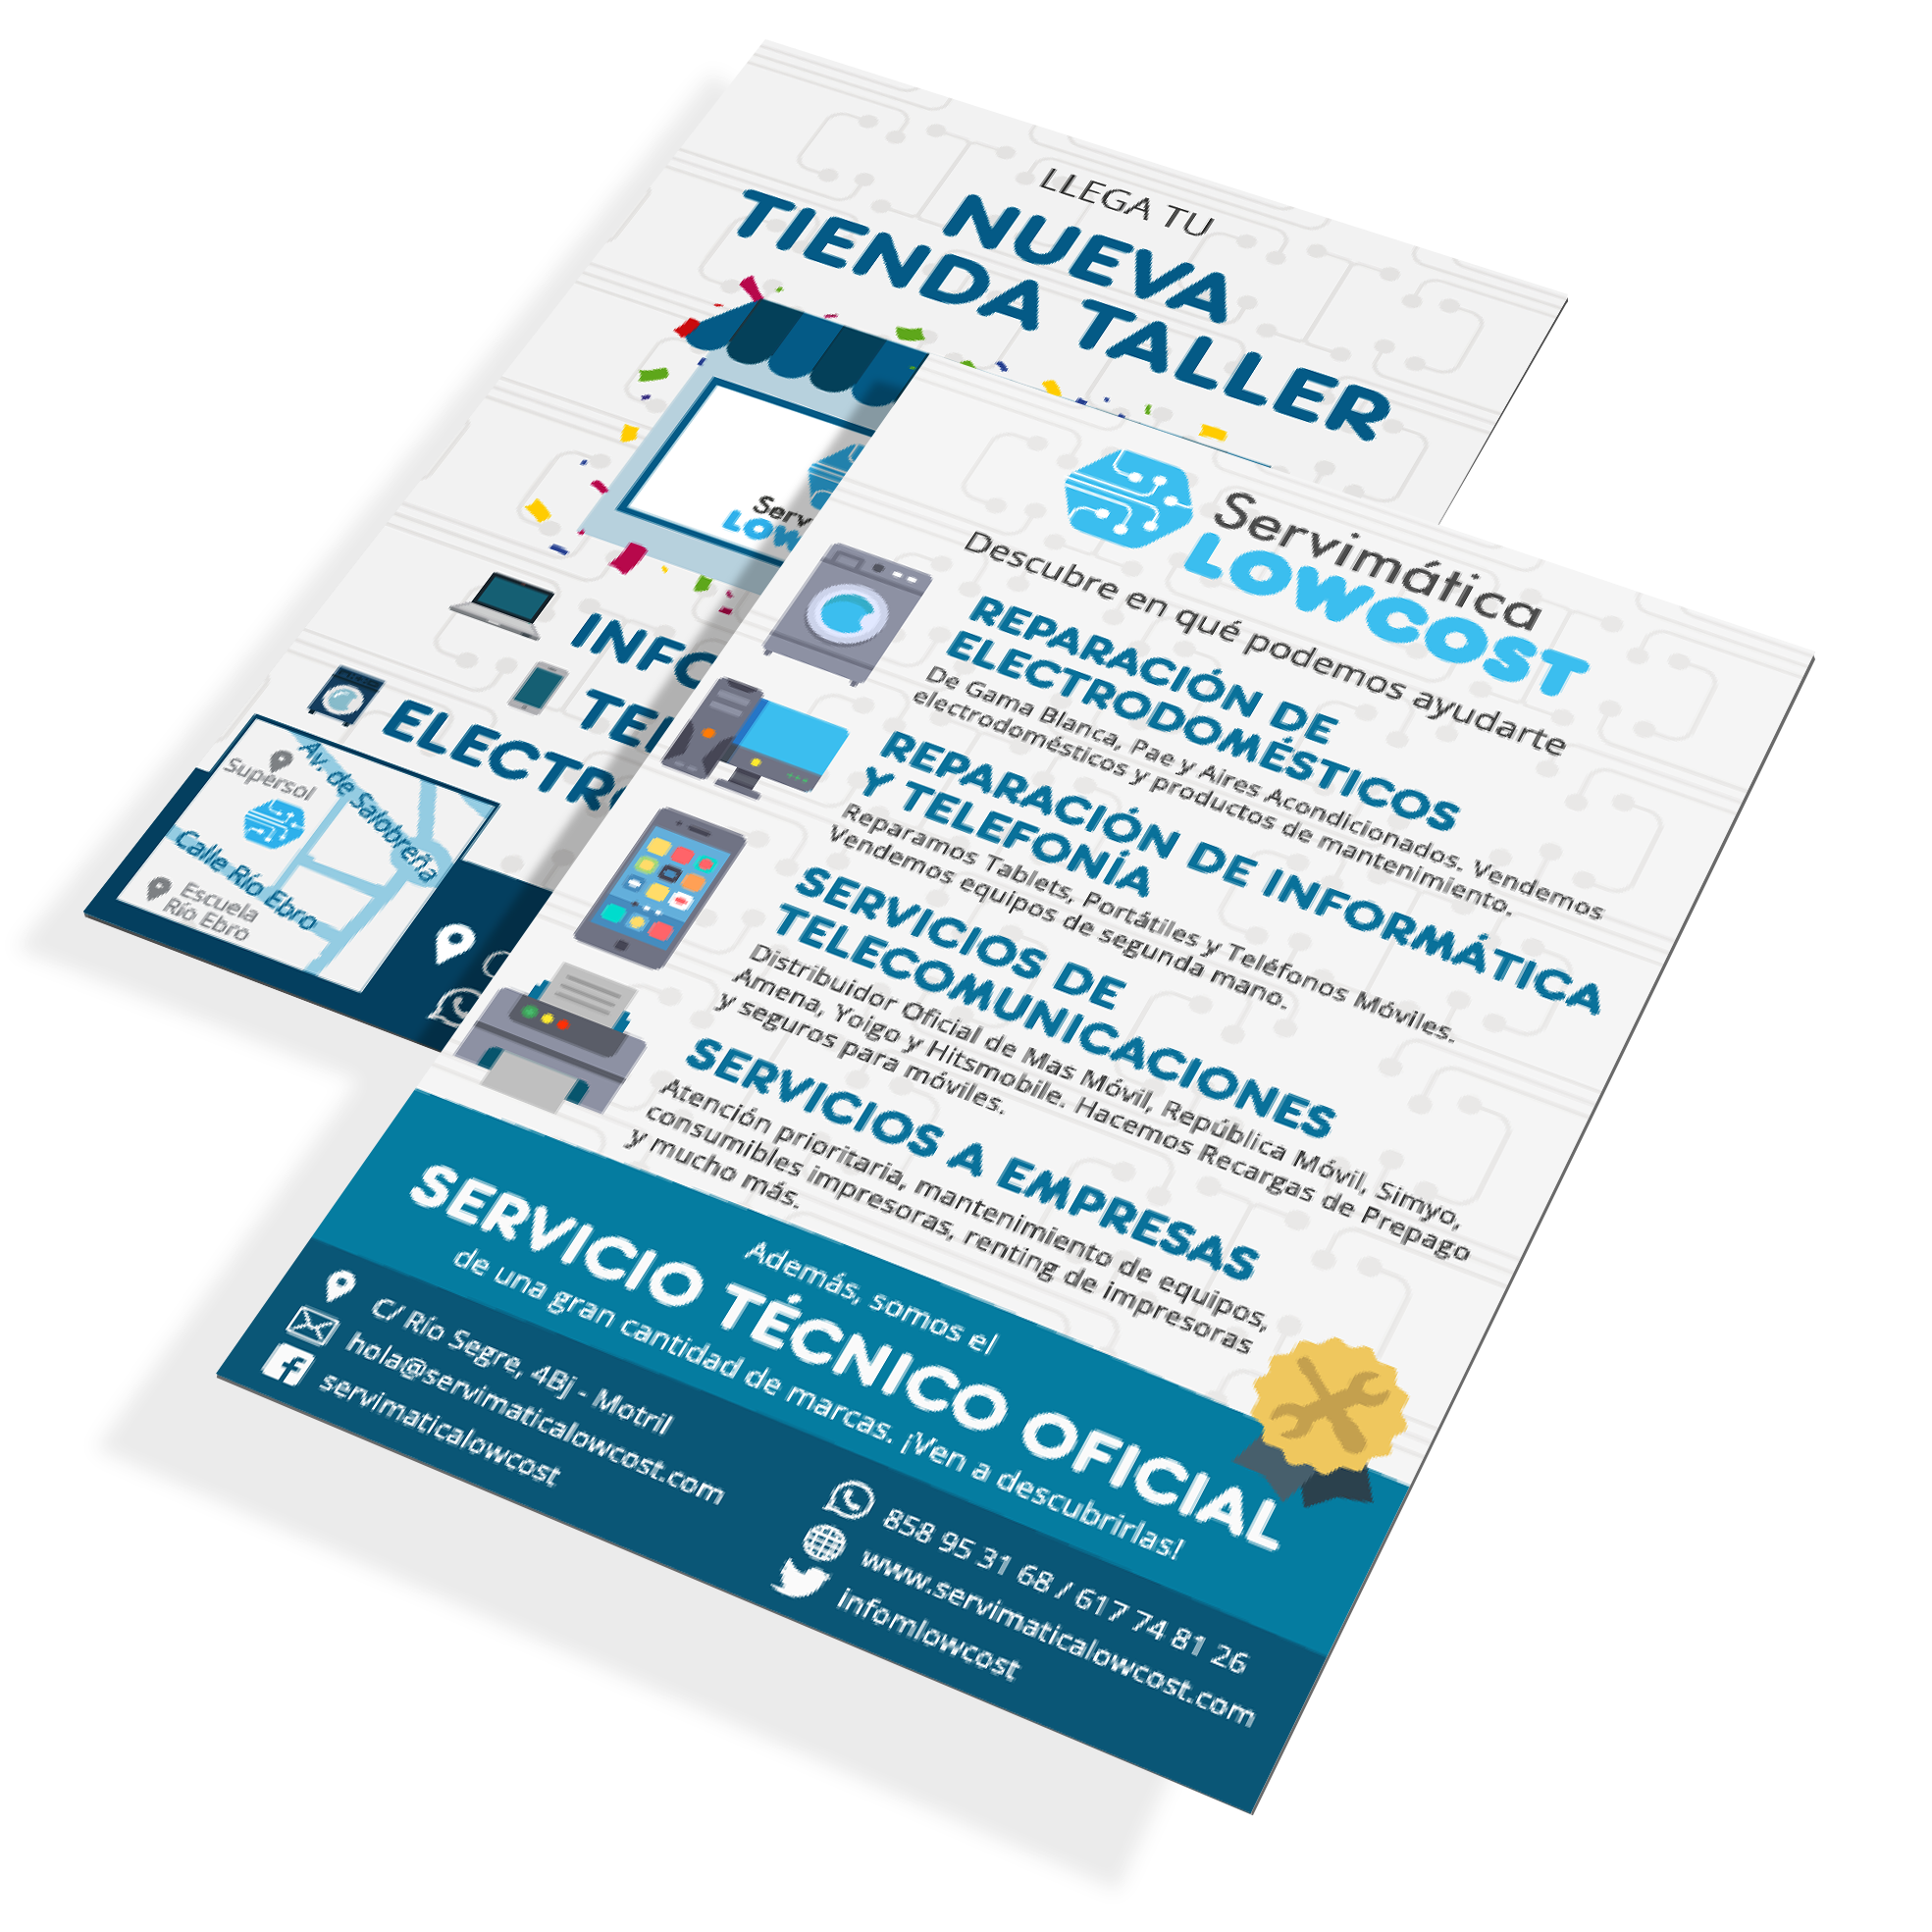 LLEGA TU
NUEVA
TIENDA TALLER
LOW
ELECTR
Supersol
Av. de Salobreña
Calle Río Ebro
Escuela
Río Ebro
Servimática
LOWCOST
Descubre en qué podemos ayudarte
REPARACIÓN DE
ELECTRODOMÉSTICOS
De Gama Blanca, Pae y Aires Acondicionados. Vendemos
electrodomésticos y productos de mantenimiento.
REPARACIÓN DE INFORMÁTICA
Y TELEFONÍA
Reparamos Tablets, Portátiles y Teléfonos Móviles.
Vendemos equipos de segunda mano.
SERVICIOS DE
TELECOMUNICACIONES
Distribuidor Oficial de Mas Móvil, República Móvil, Simyo,
Amena, Yoigo y Hitsmobile. Hacemos Recargas de Prepago
y seguros para móviles.
SERVICIOS A EMPRESAS
Atención prioritaria, mantenimiento de equipos,
consumibles impresoras, renting de impresoras
y mucho más.
Además, somos el
SERVICIO TÉCNICO OFICIAL
de una gran cantidad de marcas. ¡Ven a descubrirlas!
C/ Río Segre, 4Bj - Motril
hola@servimaticalowcost.com
servimaticalowcost
858 95 31 68 / 617 74 81 26
www.servimaticalowcost.com
infomlowcost